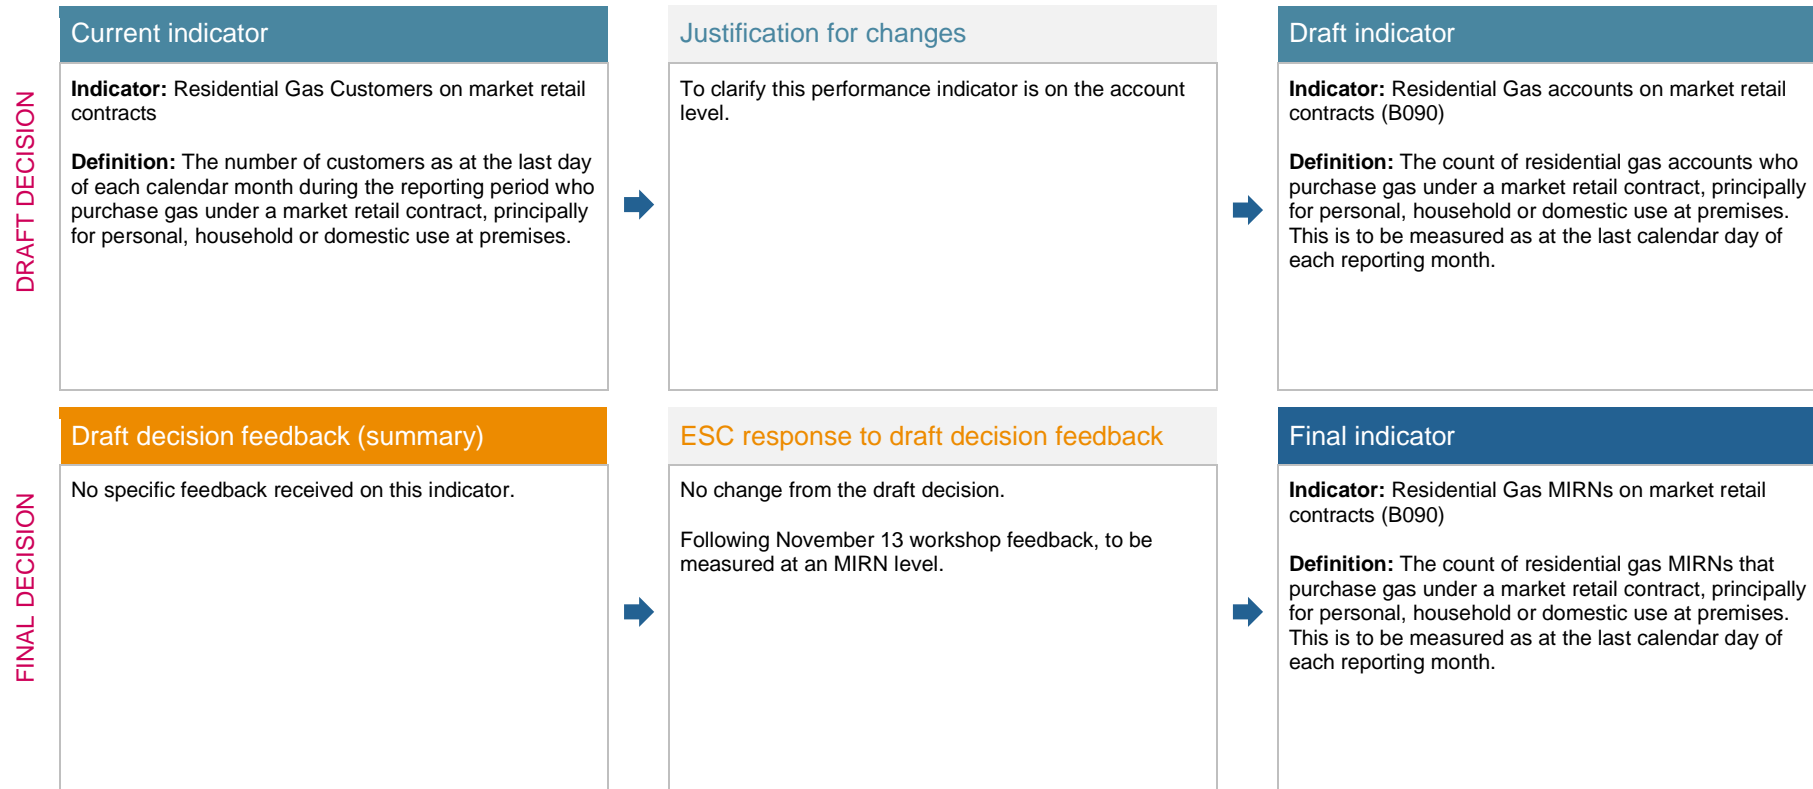 DRAFT DECISION
Current indicator
Indicator: Residential Gas Customers on market retail
contracts
Definition: The number of customers as at the last day
of each calendar month during the reporting period who
purchase gas under a market retail contract, principally
for personal, household or domestic use at premises.
Justification for changes
To clarify this performance indicator is on the account
level.
Draft indicator
Indicator: Residential Gas accounts on market retail
contracts (B090)
Definition: The count of residential gas accounts who
purchase gas under a market retail contract, principally
for personal, household or domestic use at premises.
This is to be measured as at the last calendar day of
each reporting month.
FINAL DECISION
Draft decision feedback (summary)
No specific feedback received on this indicator.
ESC response to draft decision feedback
No change from the draft decision.
Following November 13 workshop feedback, to be
measured at an MIRN level.
Final indicator
Indicator: Residential Gas MIRNs on market retail
contracts (B090)
Definition: The count of residential gas MIRNs that
purchase gas under a market retail contract, principally
for personal, household or domestic use at premises.
This is to be measured as at the last calendar day of
each reporting month.